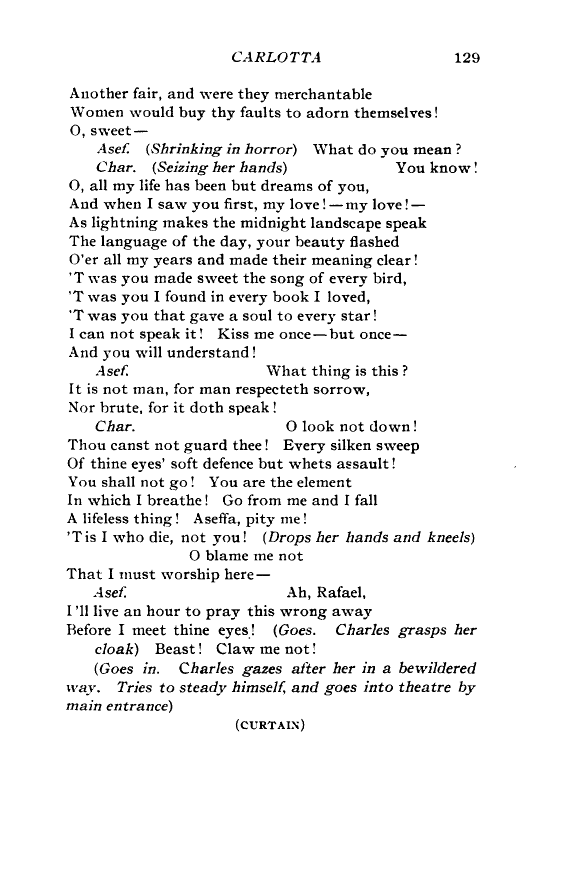 CARLOTTA 129
Another fair, and were they merchantable
Women would buy thy faults to adorn themselves!
O, sweet—
Asef. (Shrinking in horror) What do you mean?
Char. (Seizing her hands) You know!
O, all my life has been but dreams of you,
And when I saw you first, my love!—my love!—
As lightning makes the midnight landscape speak
The language of the day, your beauty flashed
O'er all my years and made their meaning clear!
'T was you made sweet the song of every bird,
'T was you I found in every book I loved,
'T was you that gave a soul to every star!
I can not speak it! Kiss me once—but once—
And you will understand!
Asef. What thing is this?
It is not man, for man respecteth sorrow,
Nor brute, for it doth speak!
Char. O look not down!
Thou canst not guard thee! Every silken sweep
Of thine eyes' soft defence but whets assault!
You shall not go! You are the element
In which I breathe! Go from me and I fall
A lifeless thing! Aseffa, pity me!
'Tis I who die, not you! (Drops her hands and kneels)
O blame me not
That I must worship here—
Asef. Ah, Rafael,
I'll live an hour to pray this wrong away
Before I meet thine eyes! (Goes. Charles grasps her
cloak) Beast! Claw me not!
(Goes in. Charles gazes after her in a bewildered
way. Tries to steady himself, and goes into theatre by
main entrance)
(CURTAIN)